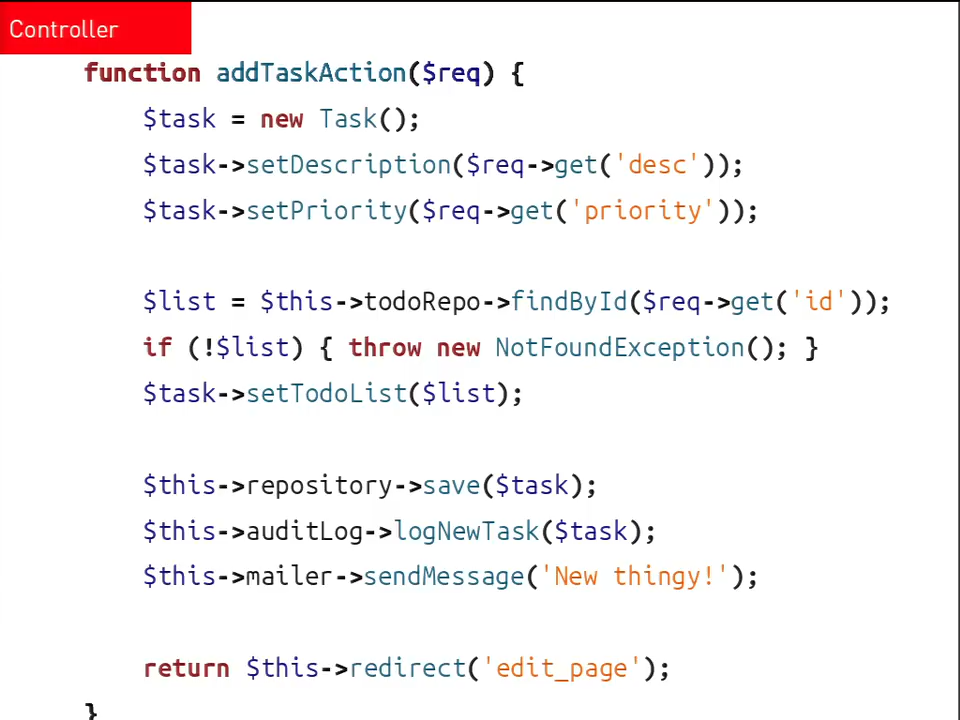 Controller
function addTaskAction($req) {
$task = new Task();
$task->setDescription($req->get('desc'));
$task->setPriority($req->get('priority'));
$list = $this->todoRepo->findById($req->get('id'));
if (!$list) { throw new NotFoundException(); }
$task->setTodoList($list);
$this->repository->save($task);
$this->auditLog->logNewTask($task);
$this->mailer->sendMessage('New thingy!');
return $this->redirect('edit_page');
}